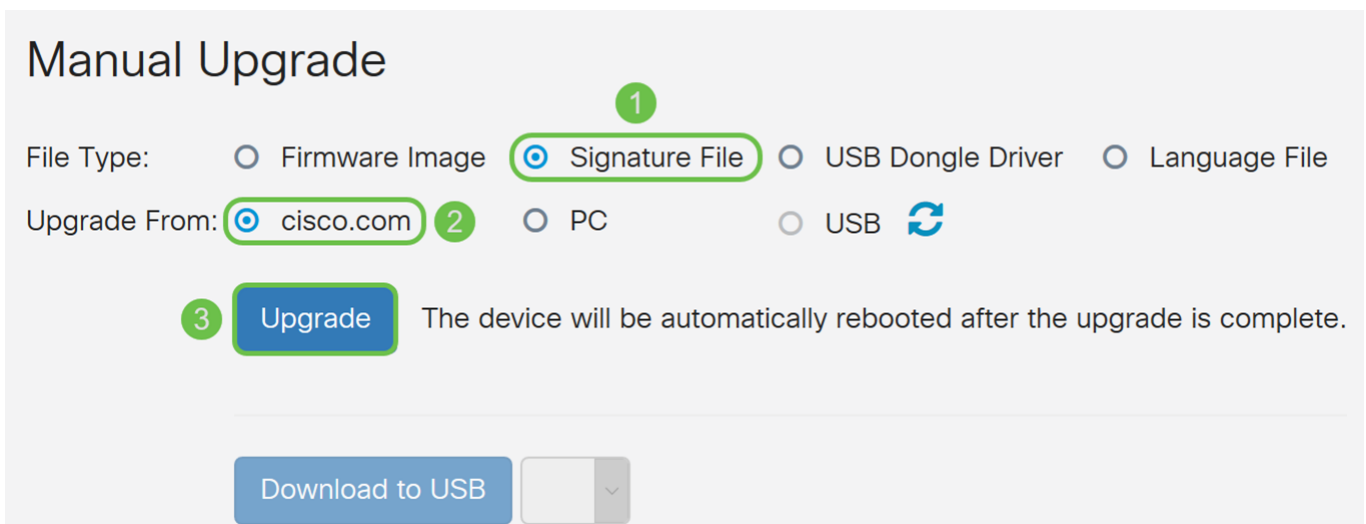 Manual Upgrade
1
File Type: Firmware Image Signature File USB Dongle Driver Language File
Upgrade From: cisco.com 2 PC USB
3 Upgrade The device will be automatically rebooted after the upgrade is complete.
Download to USB